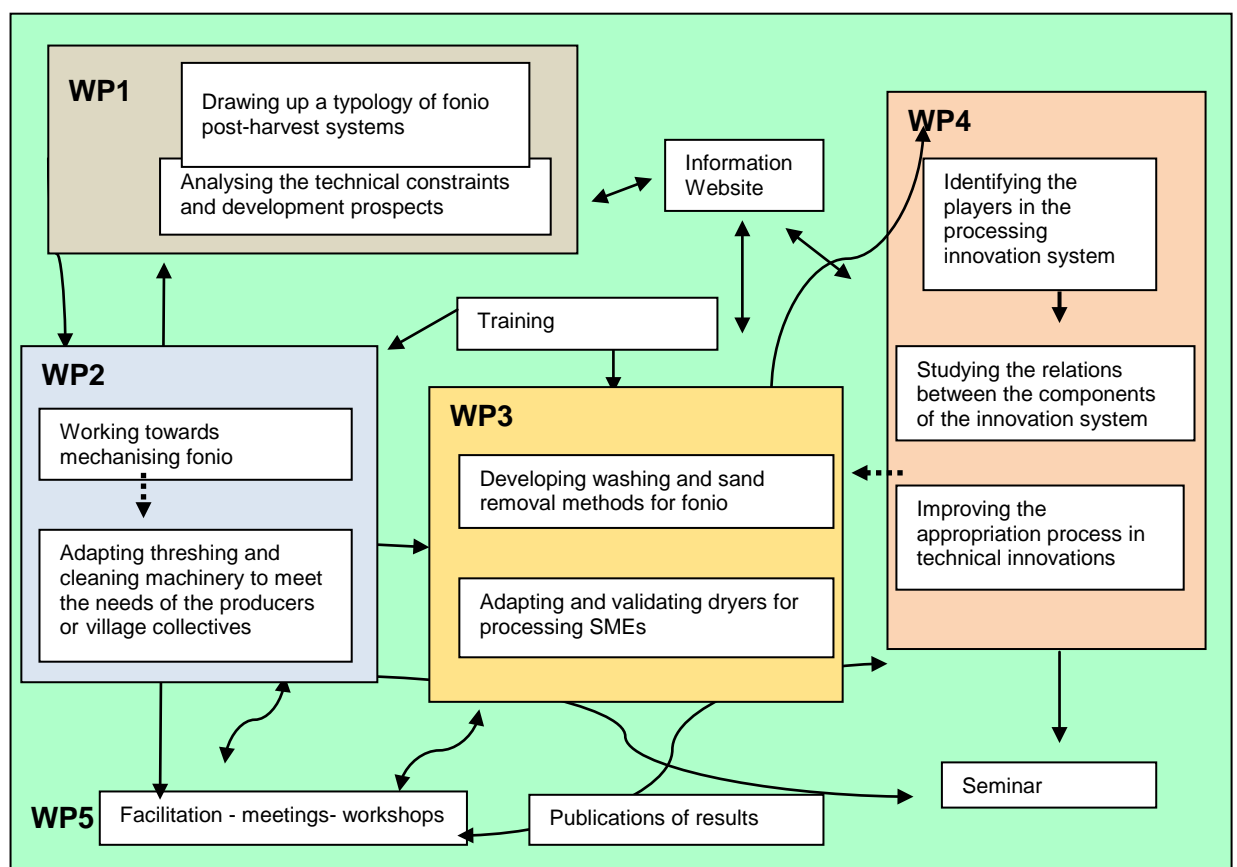 WP1
Drawing up a typology of fonio
post-harvest systems
Analysing the technical constraints
and development prospects
Information
Website
WP4
Identifying the
players in the
processing
innovation system
Studying the relations
between the components
of the innovation system
Improving the
appropriation process in
technical innovations
Training
WP2
Working towards
mechanising fonio
Adapting threshing and
cleaning machinery to meet
the needs of the producers
or village collectives
WP3
Developing washing and sand
removal methods for fonio
Adapting and validating dryers for
processing SMEs
Seminar
WP5
Facilitation - meetings- workshops
Publications of results